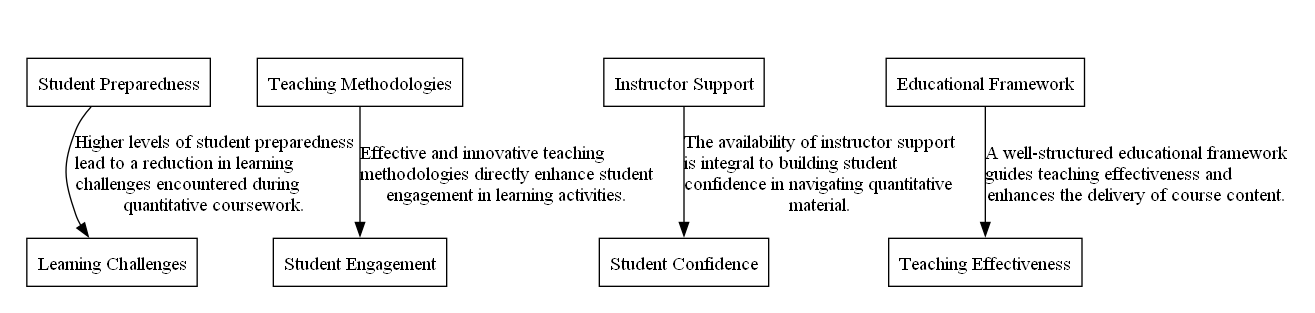 Student Preparedness
Teaching Methodologies
Instructor Support
Educational Framework
Higher levels of student preparedness
lead to a reduction in learning
challenges encountered during
quantitative coursework.
Effective and innovative teaching
methodologies directly enhance student
engagement in learning activities.
The availability of instructor support
is integral to building student
confidence in navigating quantitative
material.
A well-structured educational framework
guides teaching effectiveness and
enhances the delivery of course content.
Learning Challenges
Student Engagement
Student Confidence
Teaching Effectiveness